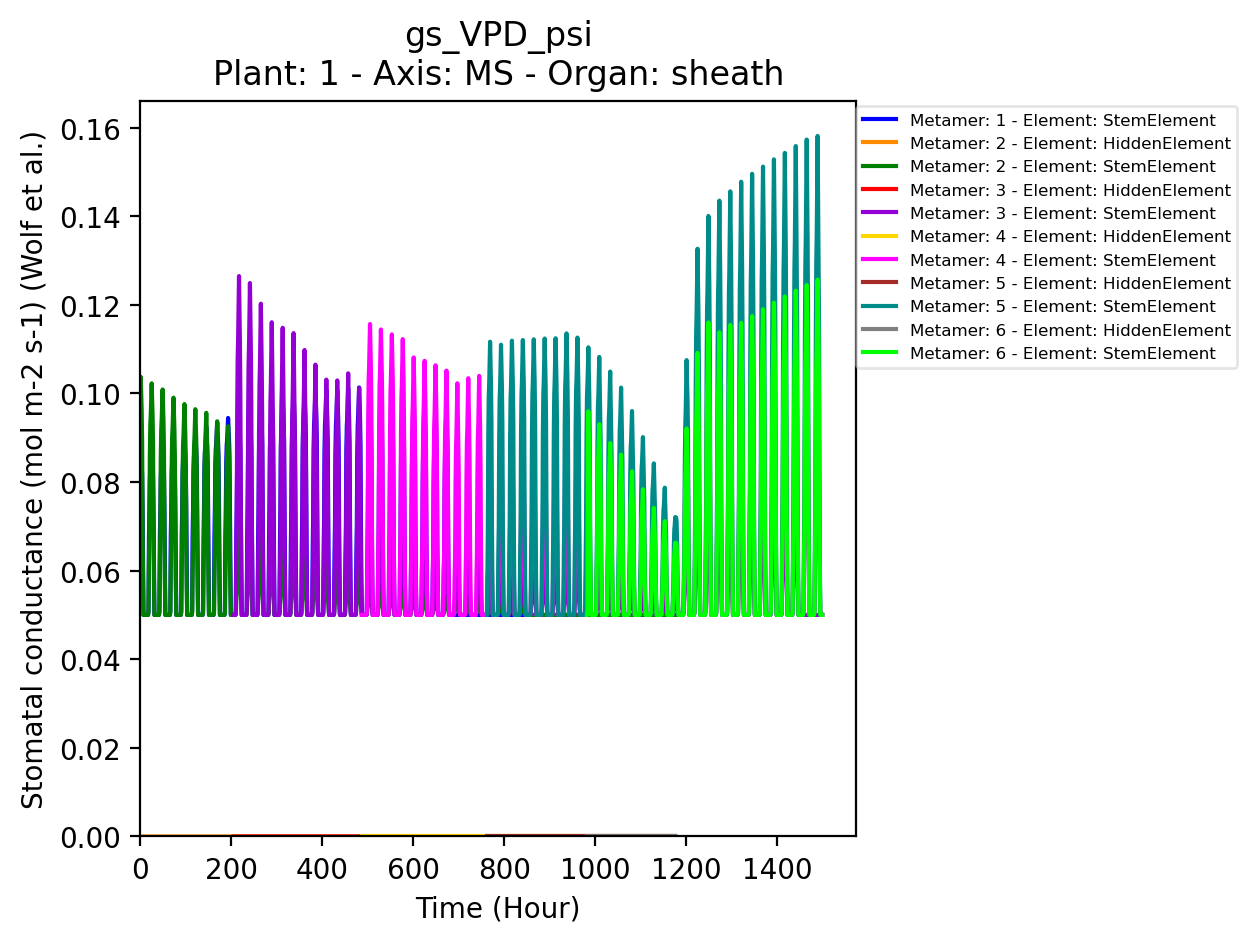 gs_VPD_psi
Plant: 1 - Axis: MS - Organ: sheath
Stomatal conductance (mol m-2 s-1) (Wolf et al.)
0.16
0.14
0.12
0.10
0.08
0.06
0.04
0.02
0.00
0 200 400 600 800 1000 1200 1400
Time (Hour)
Metamer: 1 - Element: StemElement
Metamer: 2 - Element: HiddenElement
Metamer: 2 - Element: StemElement
Metamer: 3 - Element: HiddenElement
Metamer: 3 - Element: StemElement
Metamer: 4 - Element: HiddenElement
Metamer: 4 - Element: StemElement
Metamer: 5 - Element: HiddenElement
Metamer: 5 - Element: StemElement
Metamer: 6 - Element: HiddenElement
Metamer: 6 - Element: StemElement